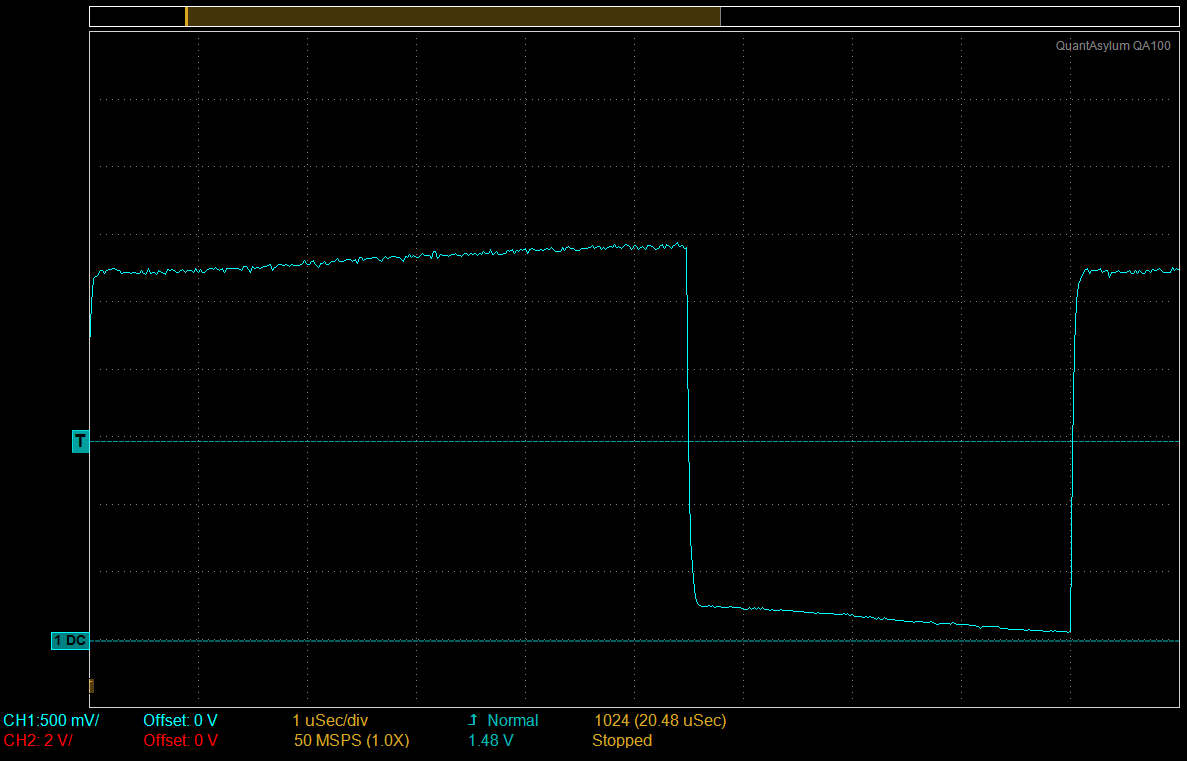 QuantAsylum QA100
T
1 DC
CH1:500 mV/ Offset: 0 V 1 uSec/div Normal 1024 (20.48 uSec)
CH2: 2 V/ Offset: 0 V 50 MSPS (1.0X) 1.48 V Stopped